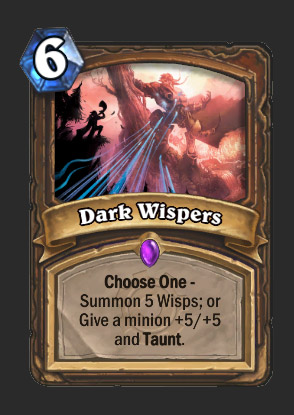 6
Dark Wispers
Choose One -
Summon 5 Wisps; or
Give a minion +5/+5
and Taunt.